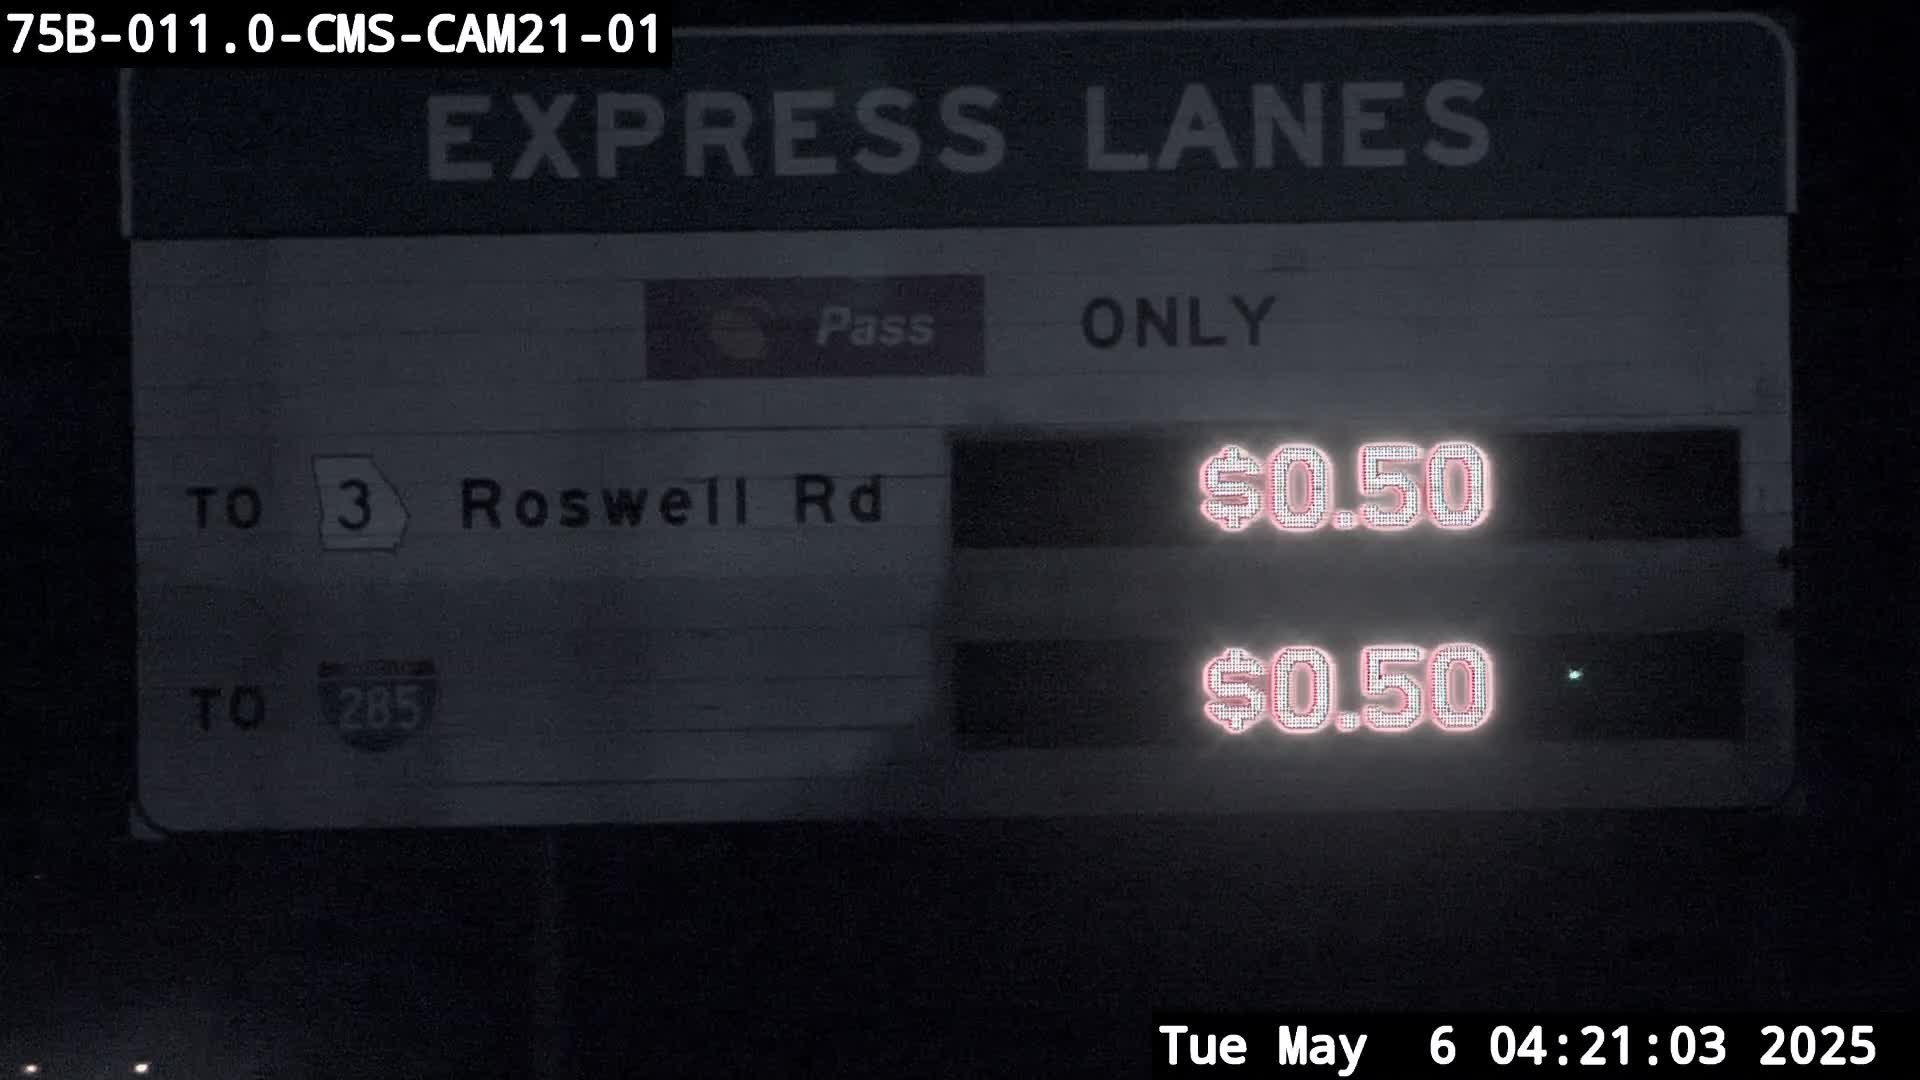 75B-011.0-CMS-CAM21-01
EXPRESS LANES
Pass ONLY
TO 3 Roswell Rd $0.50
TO 285 $0.50
Tue May 6 04:21:03 2025